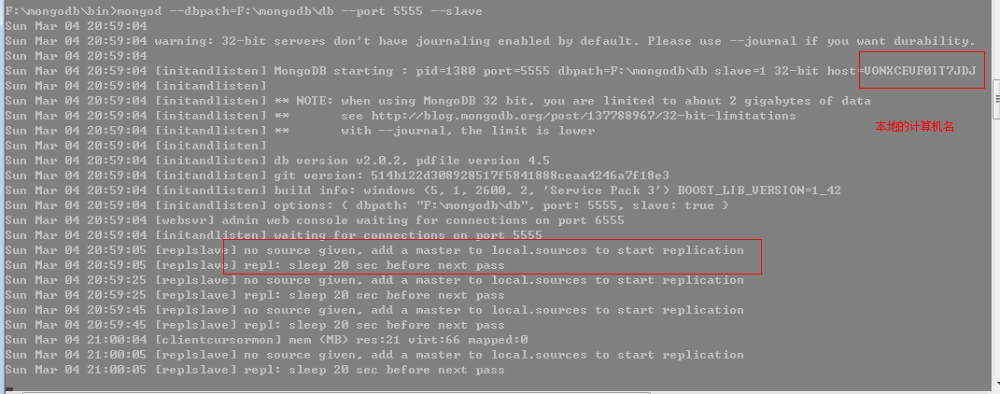 F:\mongodb\bin>mongod --dbpath=F:\mongodb\db --port 5555 --slave
Sun Mar 04 20:59:04
Sun Mar 04 20:59:04 warning: 32-bit servers don't have journaling enabled by default. Please use --journal if you want durability.
Sun Mar 04 20:59:04
Sun Mar 04 20:59:04 [initandlisten] MongoDB starting : pid=1380 port=5555 dbpath=F:\mongodb\db slave=1 32-bit host=VONXCEVF0IT7JDJ
Sun Mar 04 20:59:04 [initandlisten]
Sun Mar 04 20:59:04 [initandlisten] ** NOTE: when using MongoDB 32 bit, you are limited to about 2 gigabytes of data
Sun Mar 04 20:59:04 [initandlisten] **       see http://blog.mongodb.org/post/137788967/32-bit-limitations
Sun Mar 04 20:59:04 [initandlisten] **       with --journal, the limit is lower
本地的计算机名
Sun Mar 04 20:59:04 [initandlisten]
Sun Mar 04 20:59:04 [initandlisten] db version v2.0.2, pdfile version 4.5
Sun Mar 04 20:59:04 [initandlisten] git version: 514b122d308928517f5841888ceaa4246a7f18e3
Sun Mar 04 20:59:04 [initandlisten] build info: windows (5, 1, 2600, 2, 'Service Pack 3') BOOST_LIB_VERSION=1_42
Sun Mar 04 20:59:04 [initandlisten] options: { dbpath: "F:\mongodb\db", port: 5555, slave: true }
Sun Mar 04 20:59:04 [websvr] admin web console waiting for connections on port 6555
Sun Mar 04 20:59:04 [initandlisten] waiting for connections on port 5555
Sun Mar 04 20:59:05 [replslave] no source given, add a master to local.sources to start replication
Sun Mar 04 20:59:05 [replslave] repl: sleep 20 sec before next pass
Sun Mar 04 20:59:25 [replslave] no source given, add a master to local.sources to start replication
Sun Mar 04 20:59:25 [replslave] repl: sleep 20 sec before next pass
Sun Mar 04 20:59:45 [replslave] no source given, add a master to local.sources to start replication
Sun Mar 04 20:59:45 [replslave] repl: sleep 20 sec before next pass
Sun Mar 04 21:00:04 [clientcursormon] mem (MB) res:21 virt:66 mapped:0
Sun Mar 04 21:00:05 [replslave] no source given, add a master to local.sources to start replication
Sun Mar 04 21:00:05 [replslave] repl: sleep 20 sec before next pass